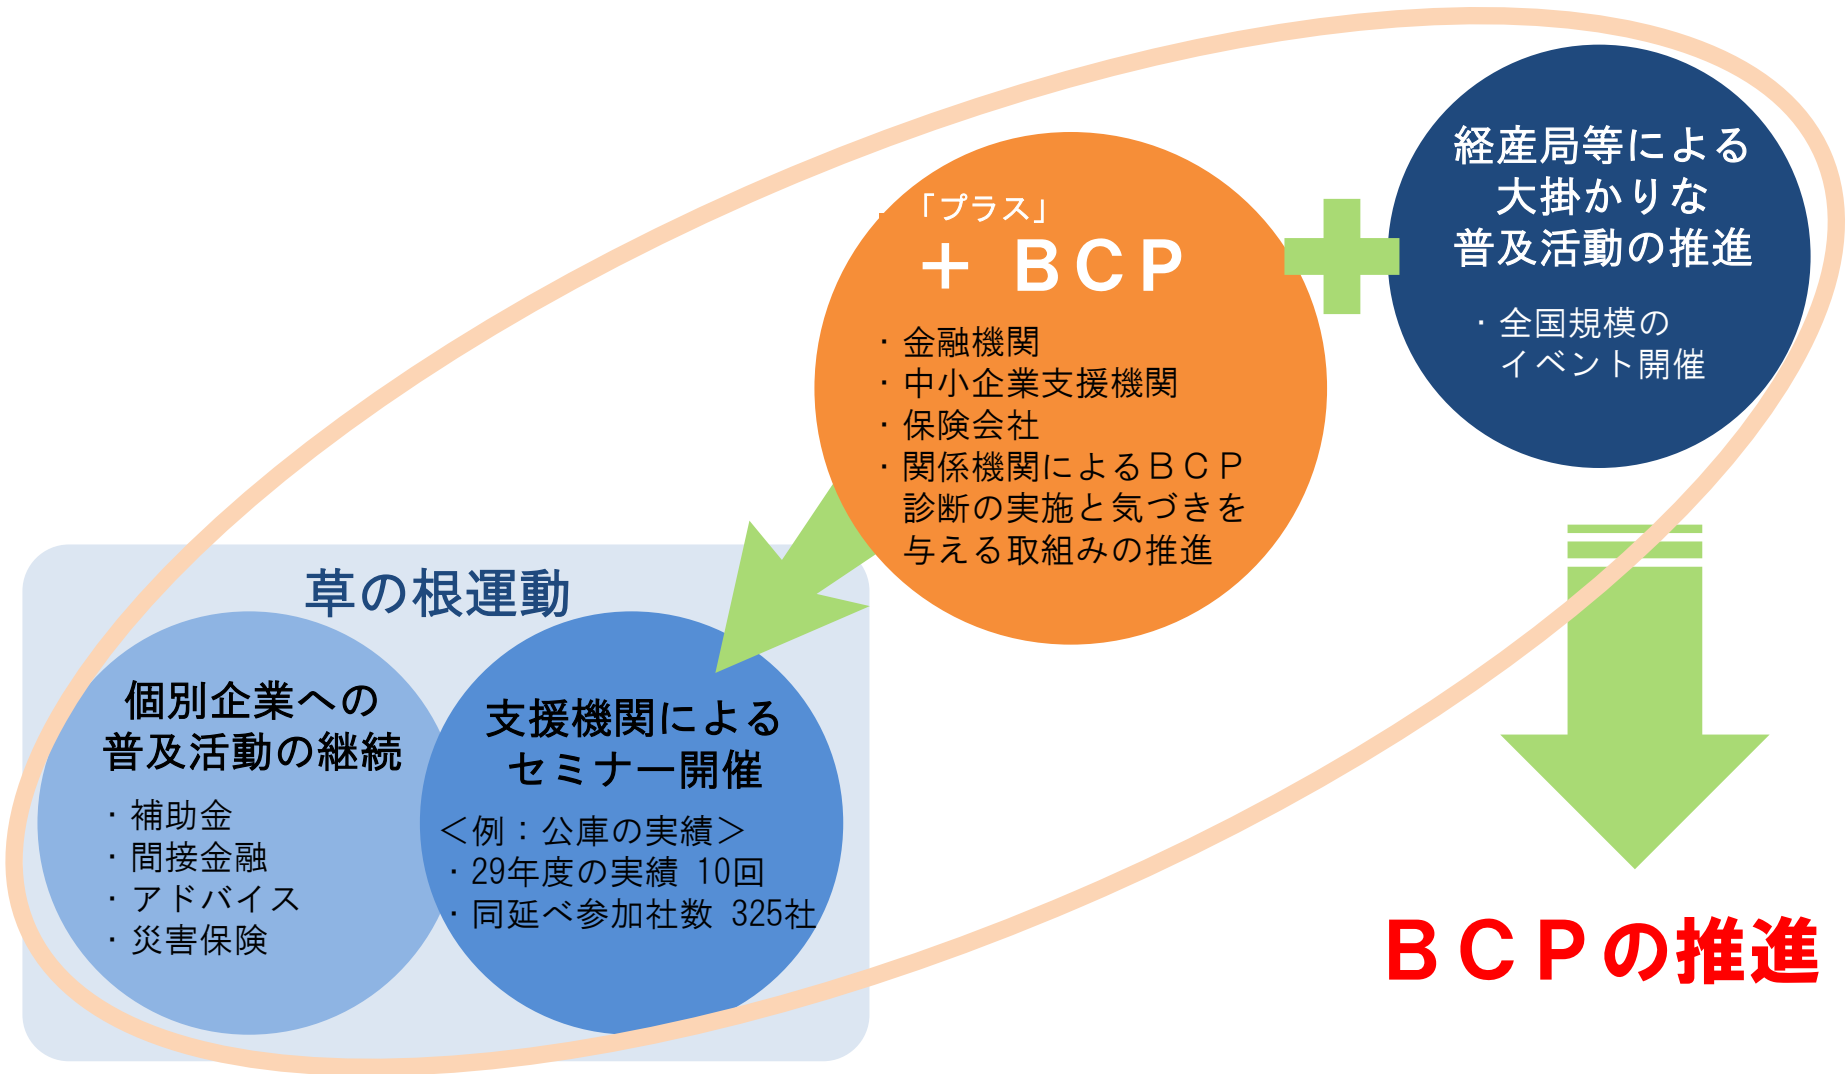 「プラス」
＋ ＢＣＰ
・金融機関
・中小企業支援機関
・保険会社
・関係機関によるＢＣＰ
診断の実施と気づきを
与える取組みの推進
経産局等による
大掛かりな
普及活動の推進
・全国規模の
イベント開催
草の根運動
個別企業への
普及活動の継続
・補助金
・間接金融
・アドバイス
・災害保険
支援機関による
セミナー開催
＜例：公庫の実績＞
・29年度の実績 10回
・同延べ参加社数 325社
ＢＣＰの推進